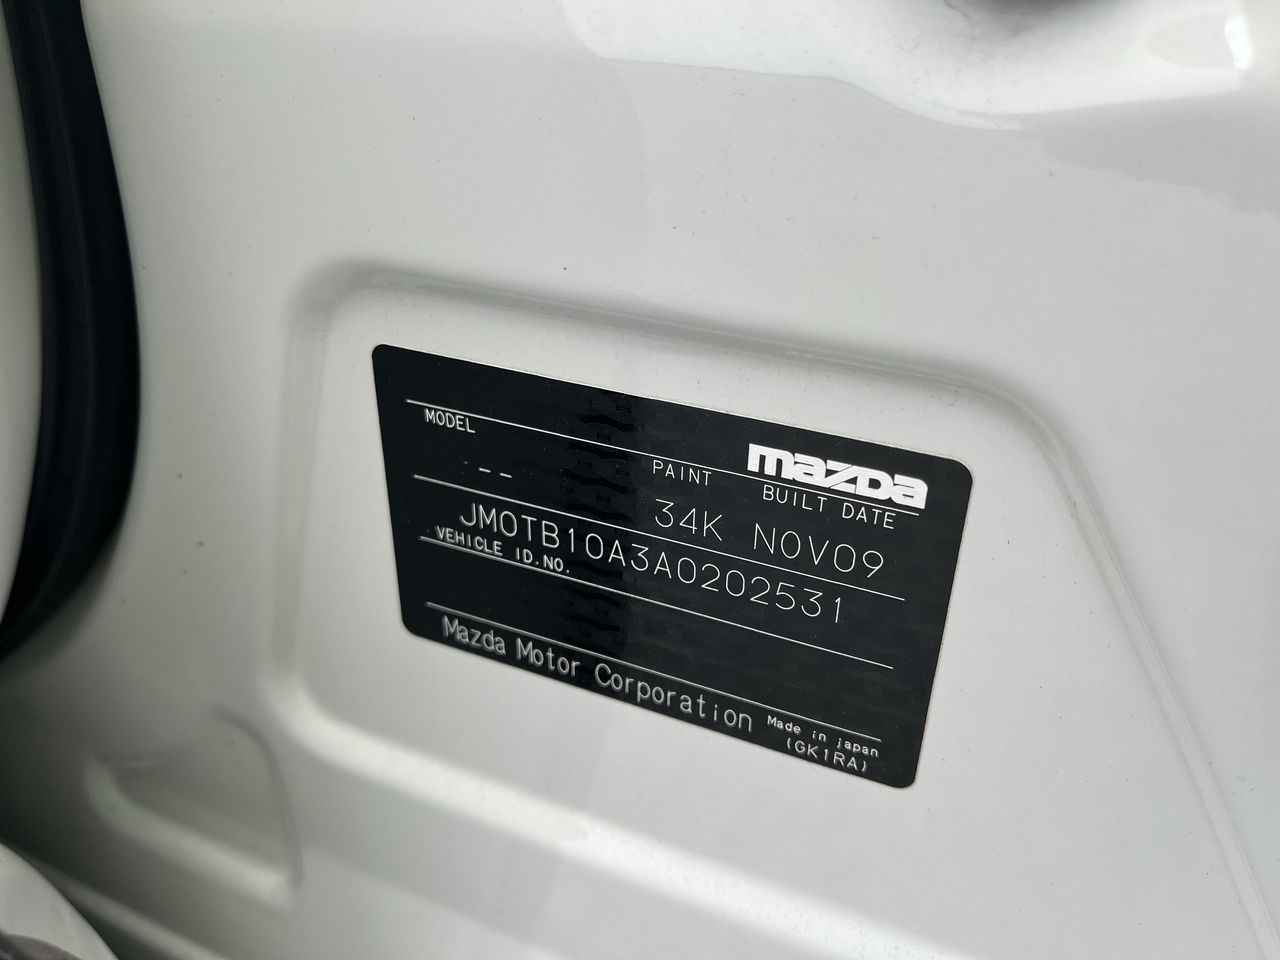 mazda
MODEL PAINT BUILT DATE
-- 34K NOV09
JM0TB10A3A0202531
VEHICLE ID.NO.
Mazda Motor Corporation
Made in japan
(GK1RA)